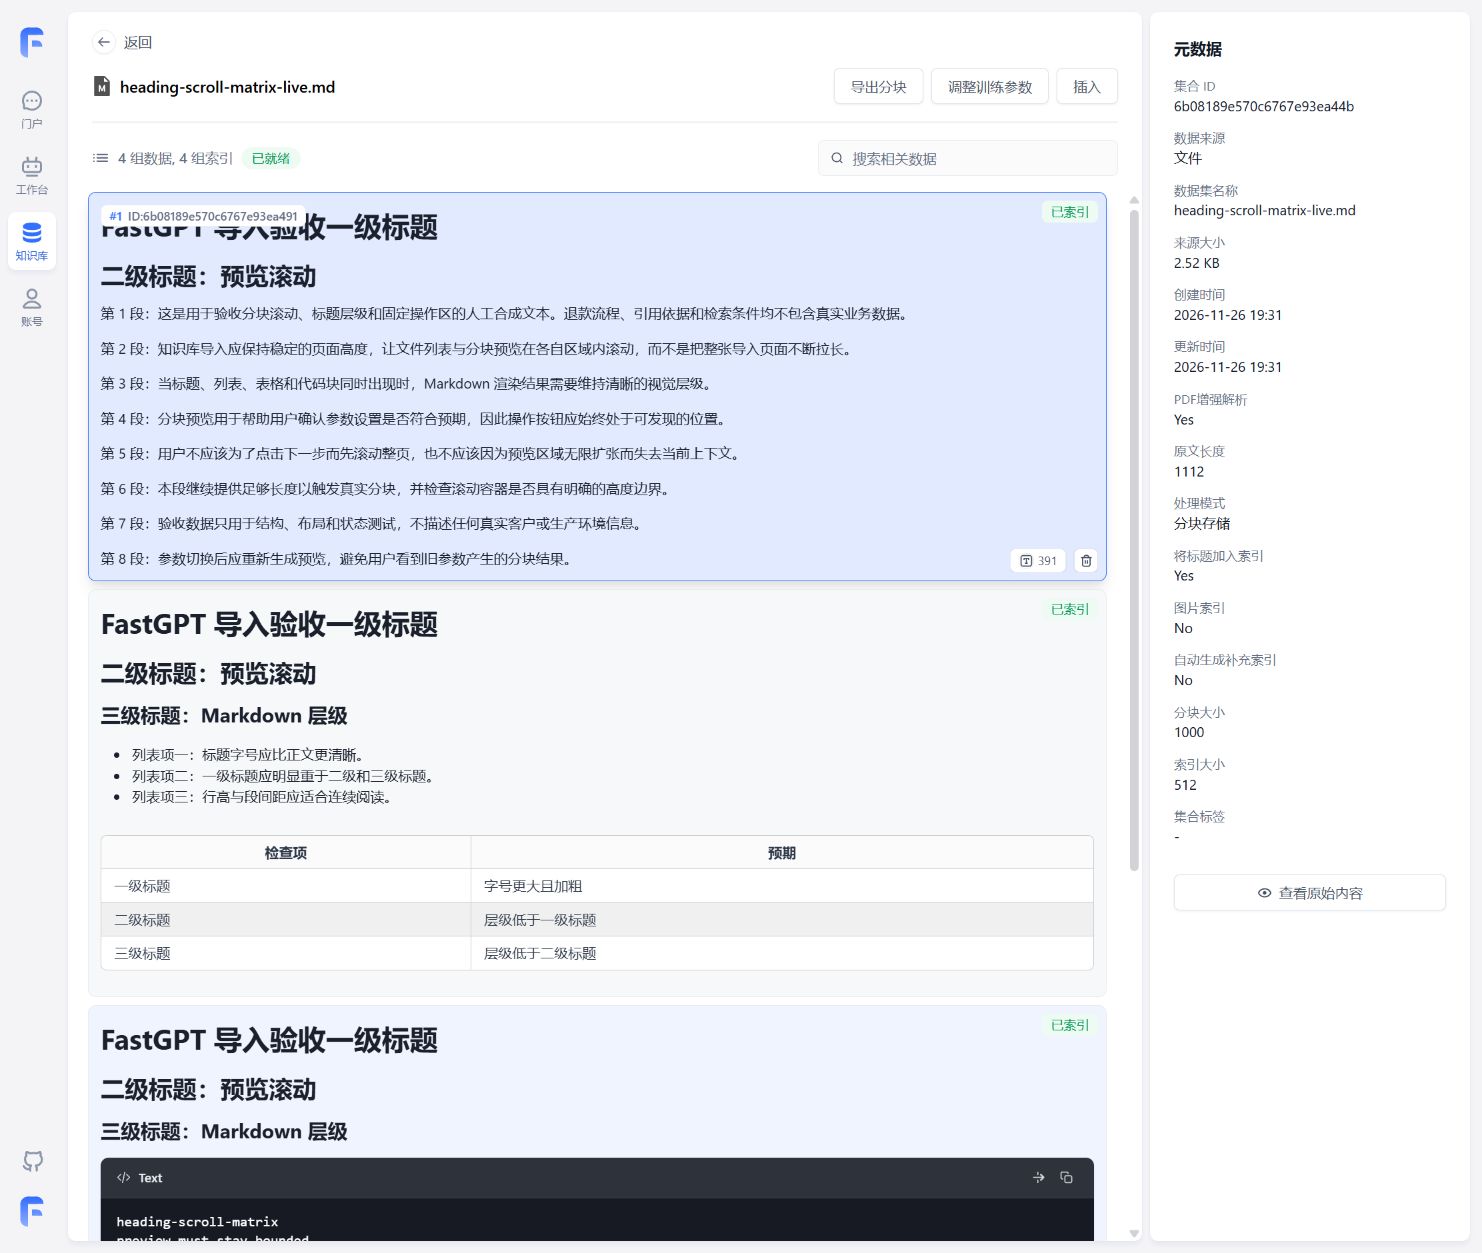 门户
工作台
知识库
账号
返回
heading-scroll-matrix-live.md
导出分块
调整训练参数
插入
4 组数据, 4 组索引
已就绪
搜索相关数据
#1 ID:6b08189e570c6767e93ea491
已索引
FastGPT 导入验收一级标题
二级标题：预览滚动
第 1 段：这是用于验收分块滚动、标题层级和固定操作区的人工合成文本。退款流程、引用依据和检索条件均不包含真实业务数据。
第 2 段：知识库导入应保持稳定的页面高度，让文件列表与分块预览在各自区域内滚动，而不是把整张导入页面不断拉长。
第 3 段：当标题、列表、表格和代码块同时出现时，Markdown 渲染结果需要维持清晰的视觉层级。
第 4 段：分块预览用于帮助用户确认参数设置是否符合预期，因此操作按钮应始终处于可发现的位置。
第 5 段：用户不应该为了点击下一步而先滚动整页，也不应该因为预览区域无限扩张而失去当前上下文。
第 6 段：本段继续提供足够长度以触发真实分块，并检查滚动容器是否具有明确的高度边界。
第 7 段：验收数据只用于结构、布局和状态测试，不描述任何真实客户或生产环境信息。
第 8 段：参数切换后应重新生成预览，避免用户看到旧参数产生的分块结果。
391
FastGPT 导入验收一级标题
已索引
二级标题：预览滚动
三级标题：Markdown 层级
列表项一：标题字号应比正文更清晰。
列表项二：一级标题应明显重于二级和三级标题。
列表项三：行高与段间距应适合连续阅读。
检查项 预期
一级标题 字号更大且加粗
二级标题 层级低于一级标题
三级标题 层级低于二级标题
FastGPT 导入验收一级标题
已索引
二级标题：预览滚动
三级标题：Markdown 层级
Text
heading-scroll-matrix
preview must stay bounded
元数据
集合 ID
6b08189e570c6767e93ea44b
数据来源
文件
数据集名称
heading-scroll-matrix-live.md
来源大小
2.52 KB
创建时间
2026-11-26 19:31
更新时间
2026-11-26 19:31
PDF增强解析
Yes
原文长度
1112
处理模式
分块存储
将标题加入索引
Yes
图片索引
No
自动生成补充索引
No
分块大小
1000
索引大小
512
集合标签
-
查看原始内容